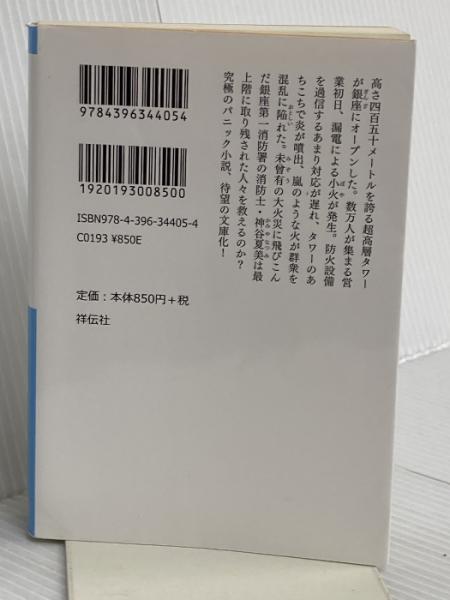 高さ四百五十メートルを誇る超高層タワー
が銀座にオープンした。数万人が集まる営
業初日、漏電による小火が発生。防火設備
を過信するあまり対応が遅れ、タワーのあ
ちこちで炎が噴出、嵐のような火が群衆を
混乱に陥れた。未曾有の大火災に飛びこん
だ銀座第一消防署の消防士・神谷夏美は最
上階に取り残された人々を救えるのか?
究極のパニック小説、待望の文庫化!
9784396344054
1920193008500
ISBN978-4-396-34405-4
C0193 ¥850E
定価:本体850円+税
祥伝社